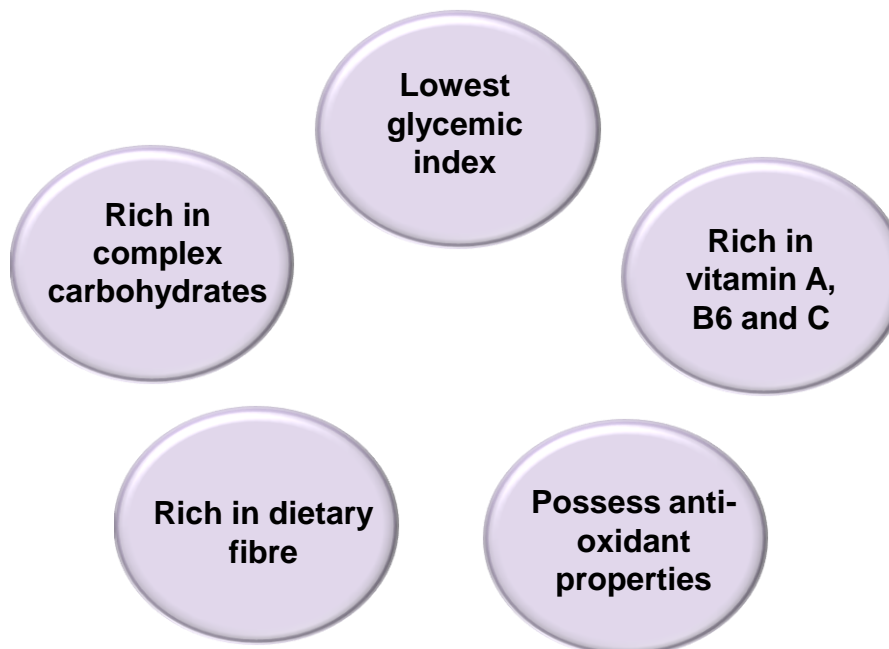 Lowest
glycemic
index
Rich in
complex
carbohydrates
Rich in
vitamin A,
B6 and C
Rich in dietary
fibre
Possess anti-
oxidant
properties